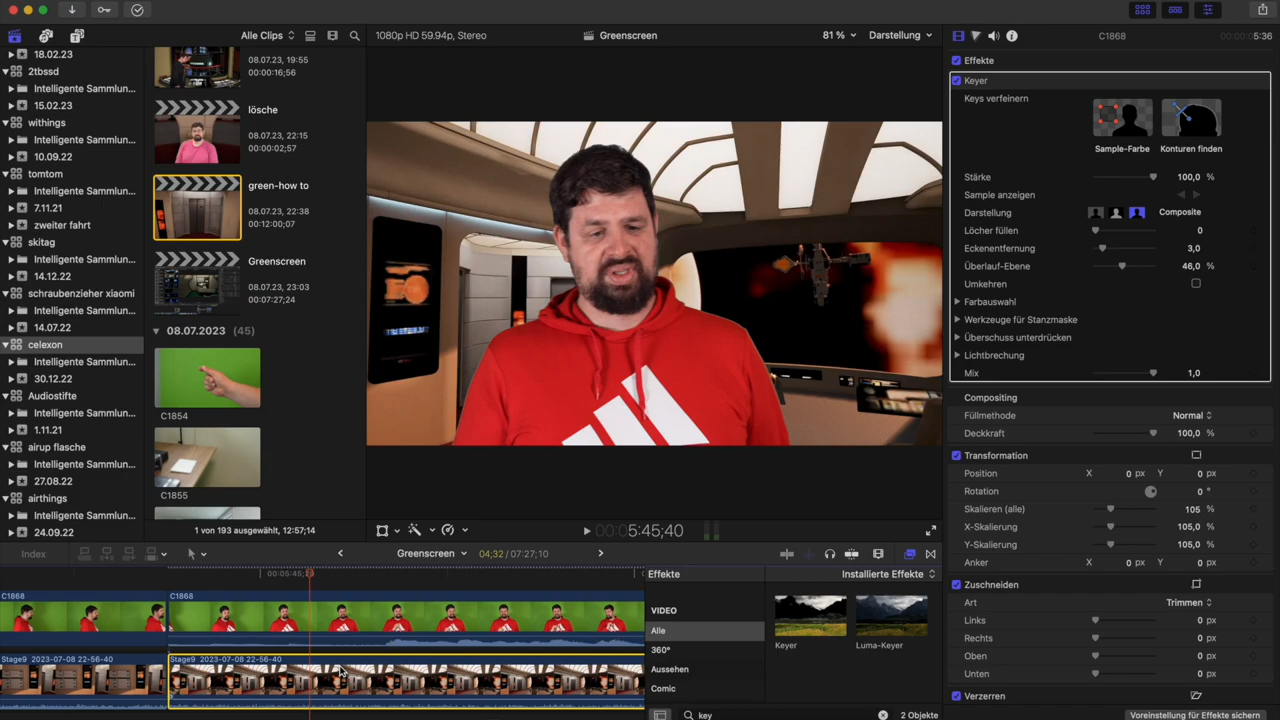 1080p HD 59.94p, Stereo
Greenscreen
81 %
Darstellung
C1868
5:36
Alle Clips
18.02.23
2tbssd
Intelligente Sammlun...
15.02.23
withings
Intelligente Sammlun...
10.09.22
tomtom
Intelligente Sammlun...
7.11.21
zweiter fahrt
skitag
Intelligente Sammlun...
14.12.22
schraubenzieher xiaomi
Intelligente Sammlun...
14.07.22
celexon
Intelligente Sammlun...
30.12.22
Audiostifte
Intelligente Sammlun...
1.11.21
airup flasche
Intelligente Sammlun...
27.08.22
airthings
Intelligente Sammlun...
24.09.22
08.07.23, 19:55
00:00:16;56
lösche
08.07.23, 22:15
00:00:02;57
green-how to
08.07.23, 22:38
00:12:00;07
Greenscreen
08.07.23, 23:03
00:07:27;24
08.07.2023 (45)
C1854
C1855
1 von 193 ausgewählt, 12:57;14
5:45;40
Effekte
Keyer
Keys verfeinern
Sample-Farbe
Konturen finden
Stärke 100,0 %
Sample anzeigen
Darstellung Composite
Löcher füllen 0
Eckenentfernung 3,0
Überlauf-Ebene 46,0 %
Umkehren
Farbauswahl
Werkzeuge für Stanzmaske
Überschuss unterdrücken
Lichtbrechung
Mix 1,0
Compositing
Füllmethode Normal
Deckkraft 100,0 %
Transformation
Position X 0 px Y 0 px
Rotation 0 °
Skalieren (alle) 105 %
X-Skalierung 105,0 %
Y-Skalierung 105,0 %
Anker X 0 px Y 0 px
Zuschneiden
Art Trimmen
Links 0 px
Rechts 0 px
Oben 0 px
Unten 0 px
Verzerren
Voreinstellung für Effekte sichern
Index
Greenscreen
04;32 / 07:27;10
C1868
C1868
Stage9 2023-07-08 22-56-40
Stage9 2023-07-08 22-56-40
Effekte
Installierte Effekte
VIDEO
Alle
360°
Aussehen
Comic
Keyer
Luma-Keyer
key
2 Objekte